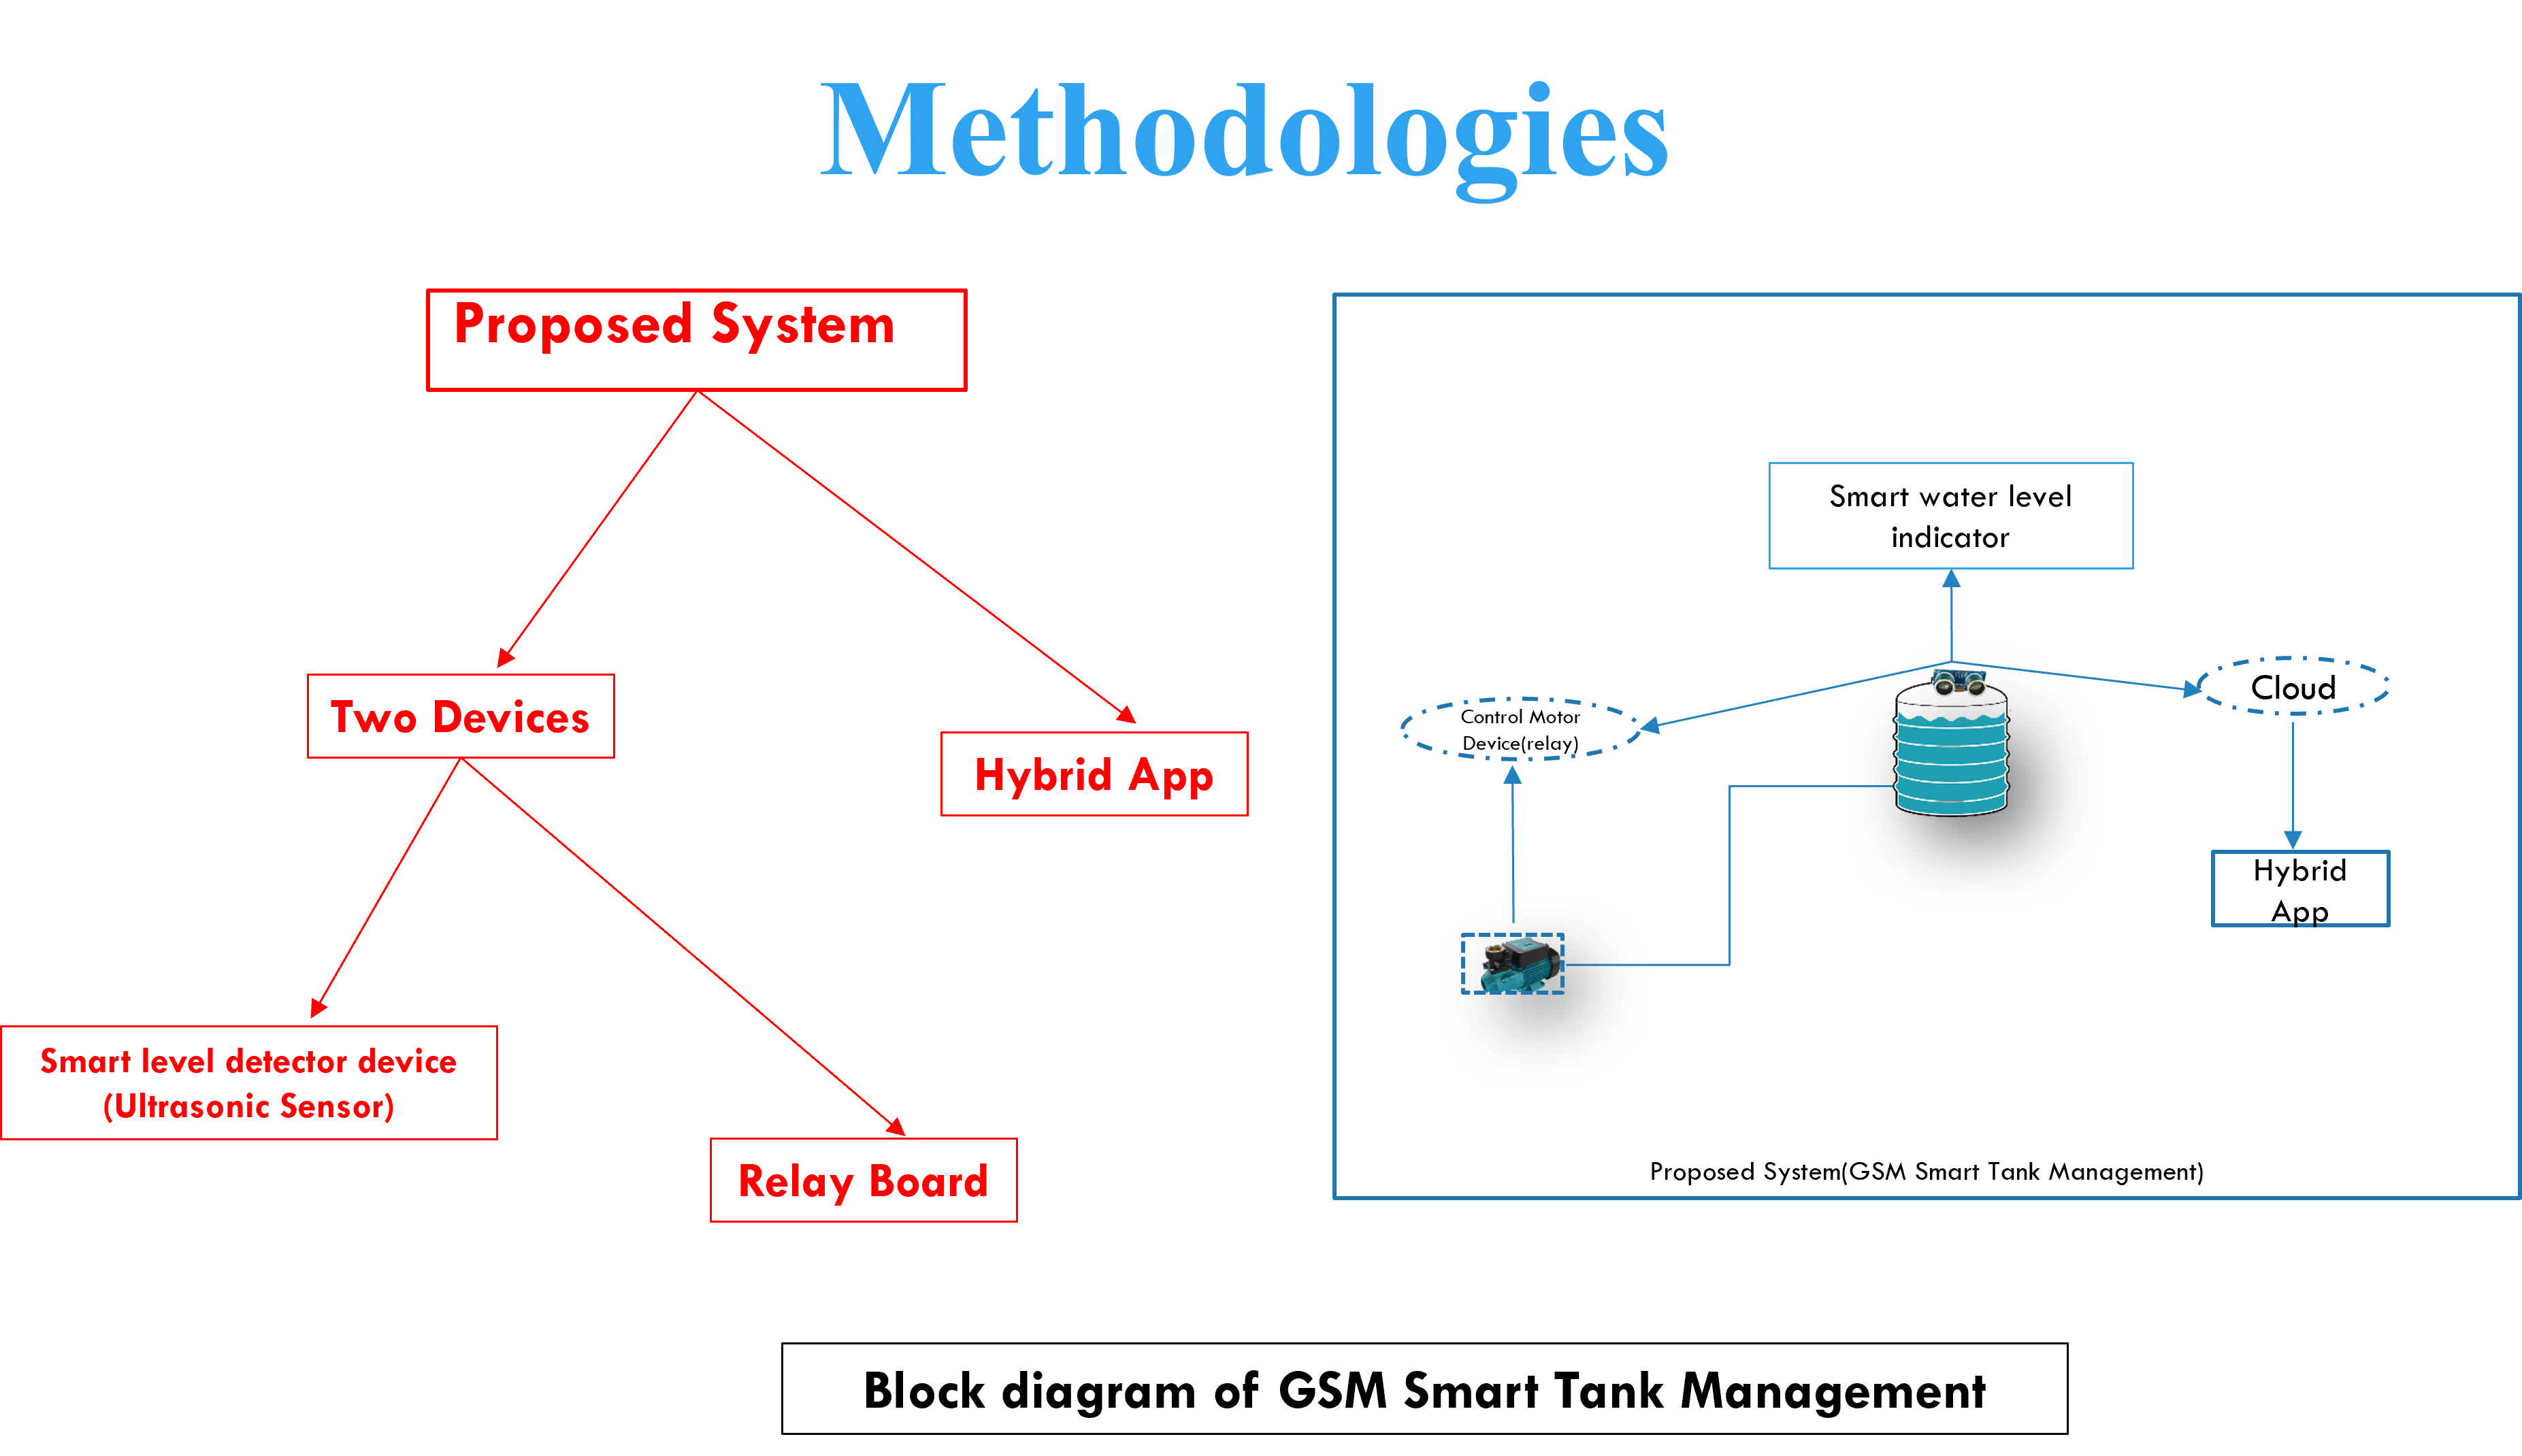 Methodologies
Proposed System
Two Devices
Hybrid App
Smart level detector device
(Ultrasonic Sensor)
Relay Board
Smart water level
indicator
Control Motor
Device(relay)
Cloud
Hybrid
App
Proposed System(GSM Smart Tank Management)
Block diagram of GSM Smart Tank Management